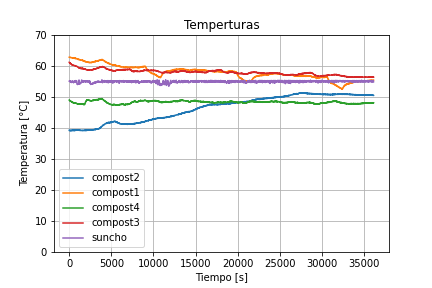 Temperturas
Temperatura [°C]
70
60
50
40
30
20
10
0
compost2
compost1
compost4
compost3
suncho
0 5000 10000 15000 20000 25000 30000 35000
Tiempo [s]